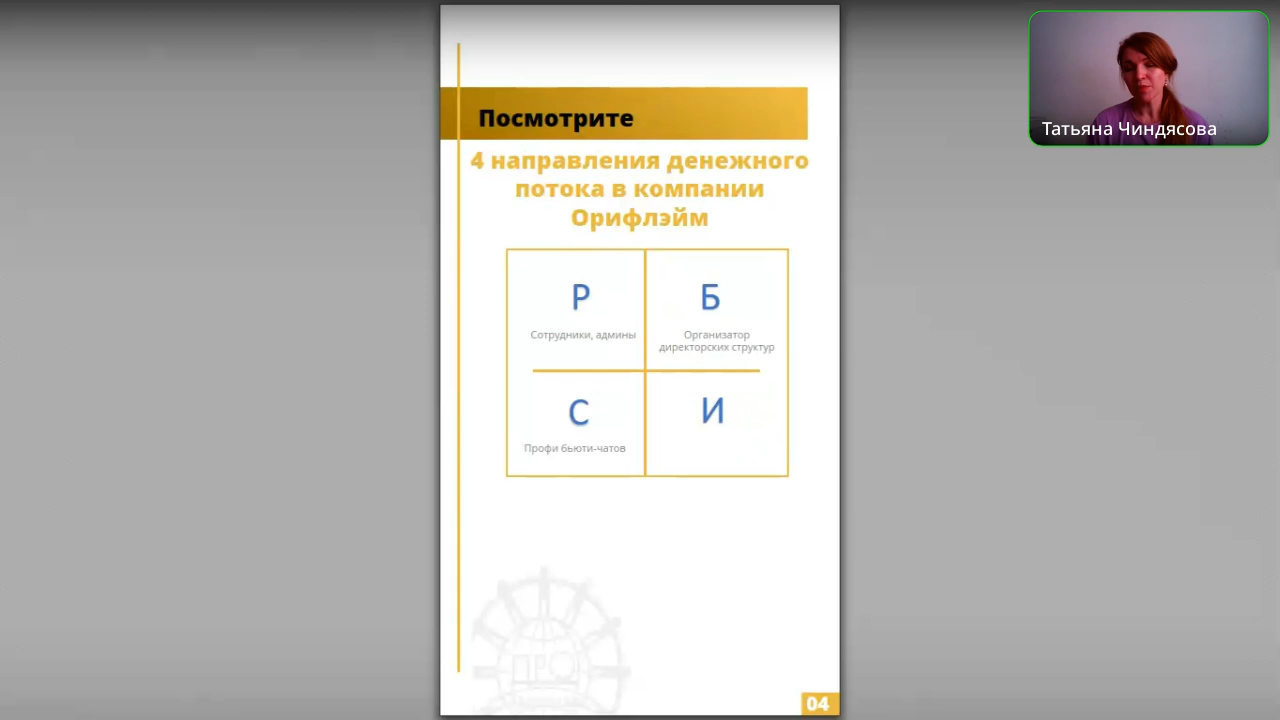 Посмотрите
4 направления денежного
потока в компании
Орифлэйм
Р
Сотрудники, админы
Б
Организатор
директорских структур
С
Профи бьюти-чатов
И
04
Татьяна Чиндясова